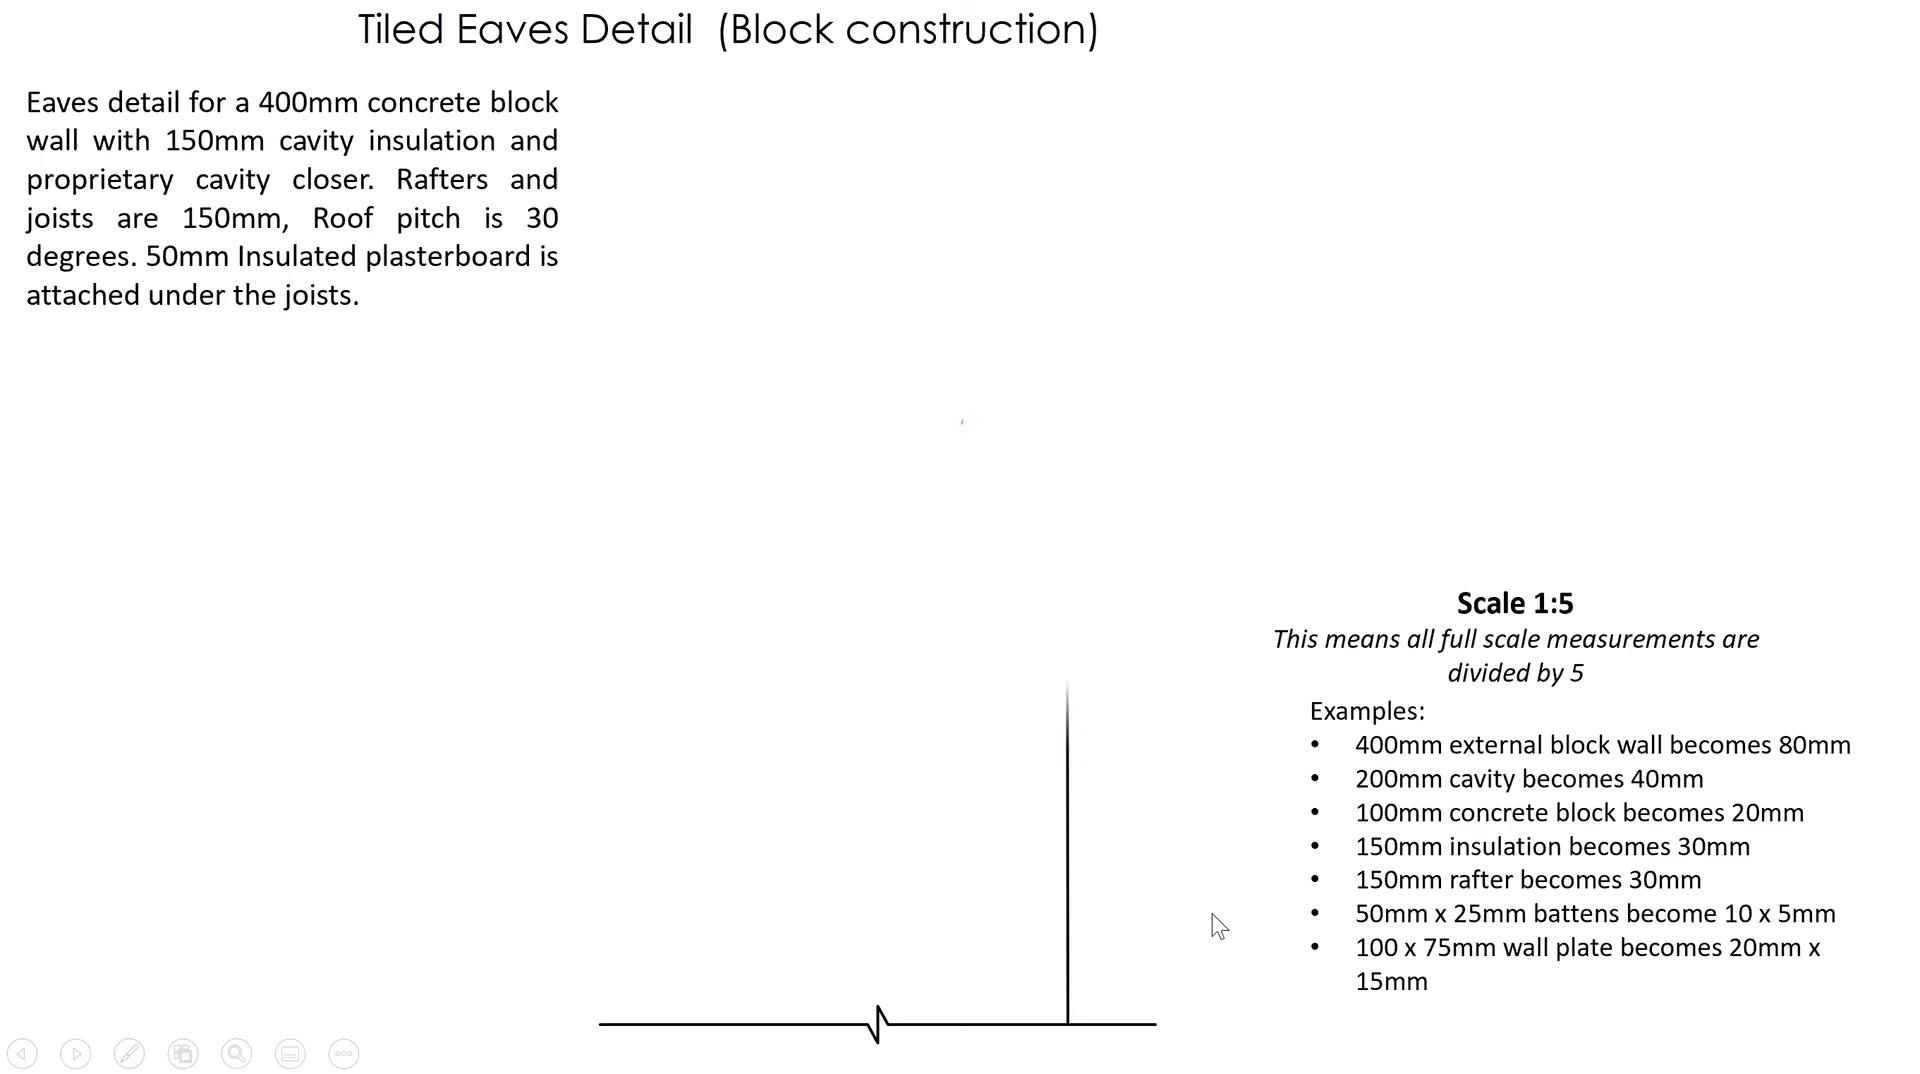 Tiled Eaves Detail (Block construction)
Eaves detail for a 400mm concrete block
wall with 150mm cavity insulation and
proprietary cavity closer. Rafters and
joists are 150mm, Roof pitch is 30
degrees. 50mm Insulated plasterboard is
attached under the joists.
Scale 1:5
This means all full scale measurements are
divided by 5
Examples:
• 400mm external block wall becomes 80mm
• 200mm cavity becomes 40mm
• 100mm concrete block becomes 20mm
• 150mm insulation becomes 30mm
• 150mm rafter becomes 30mm
• 50mm x 25mm battens become 10 x 5mm
• 100 x 75mm wall plate becomes 20mm x
15mm